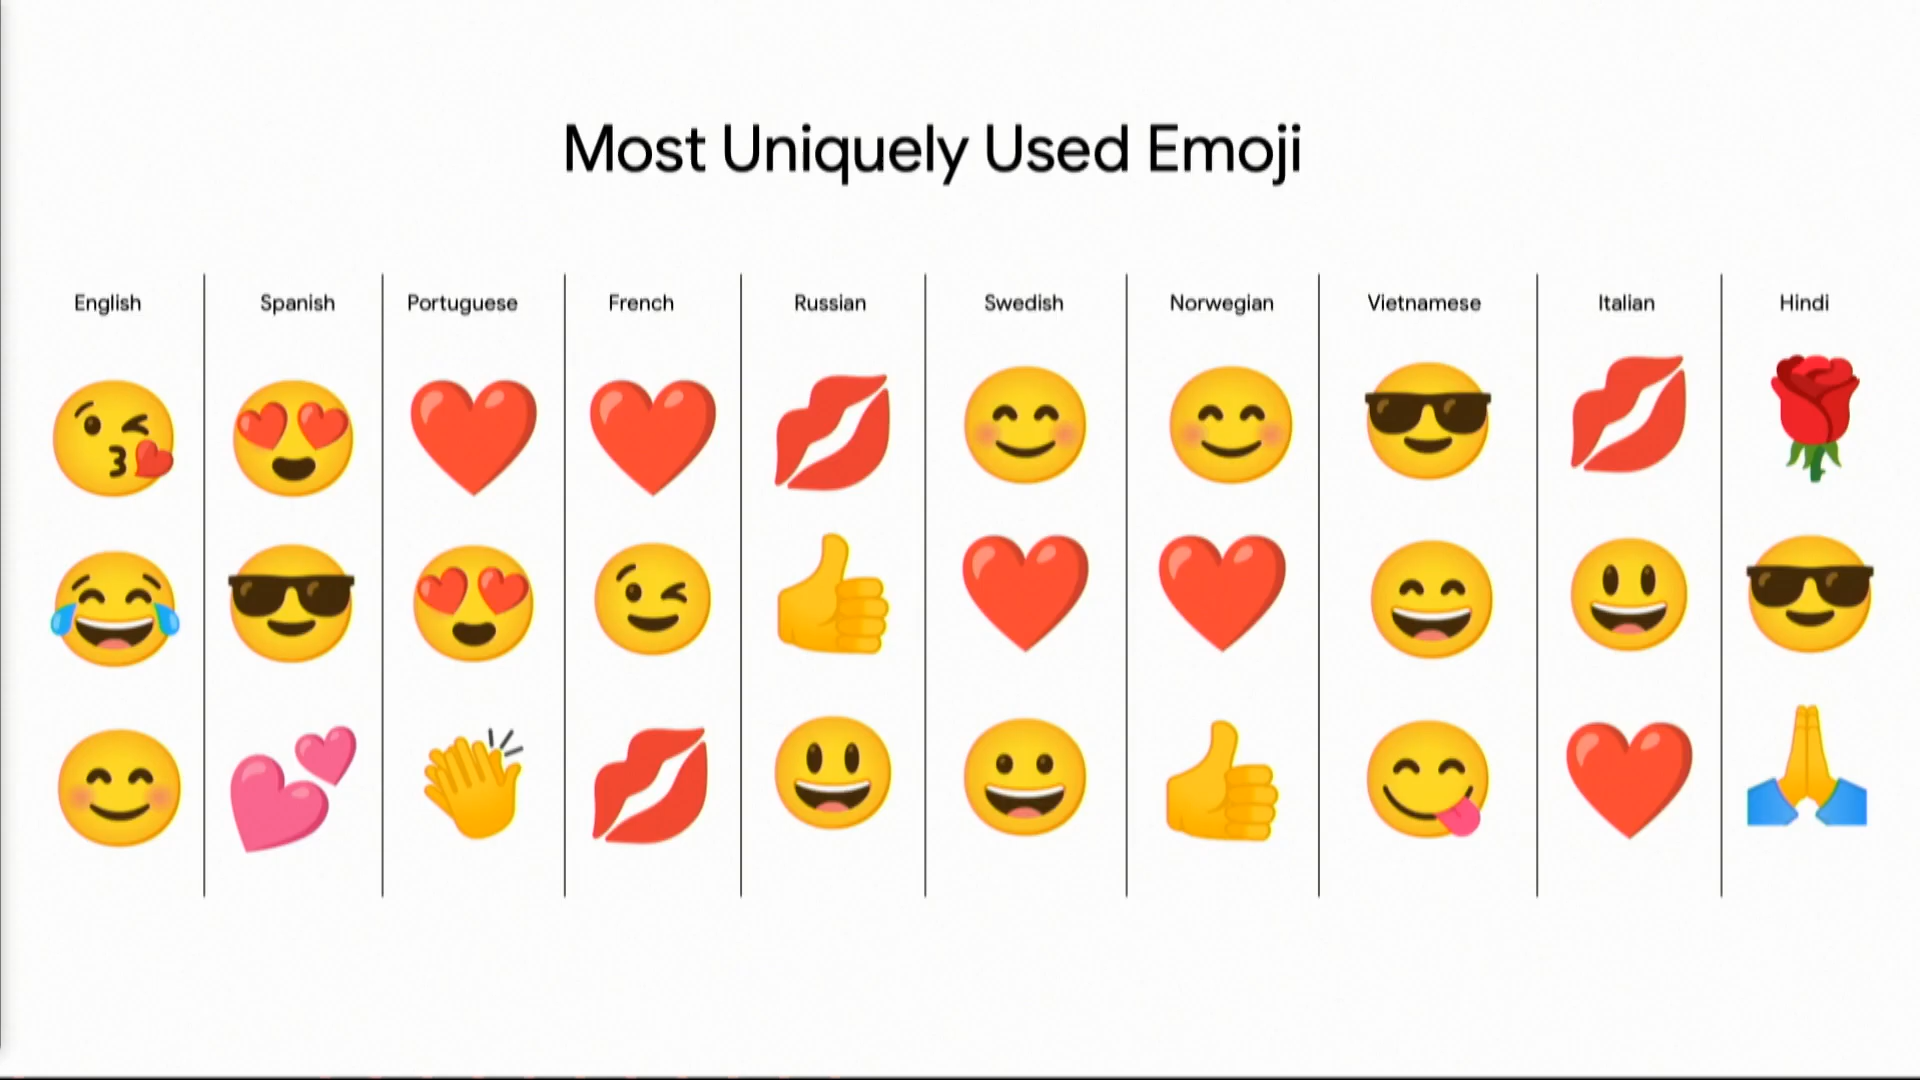 Most Uniquely Used Emoji
English
Spanish
Portuguese
French
Russian
Swedish
Norwegian
Vietnamese
Italian
Hindi